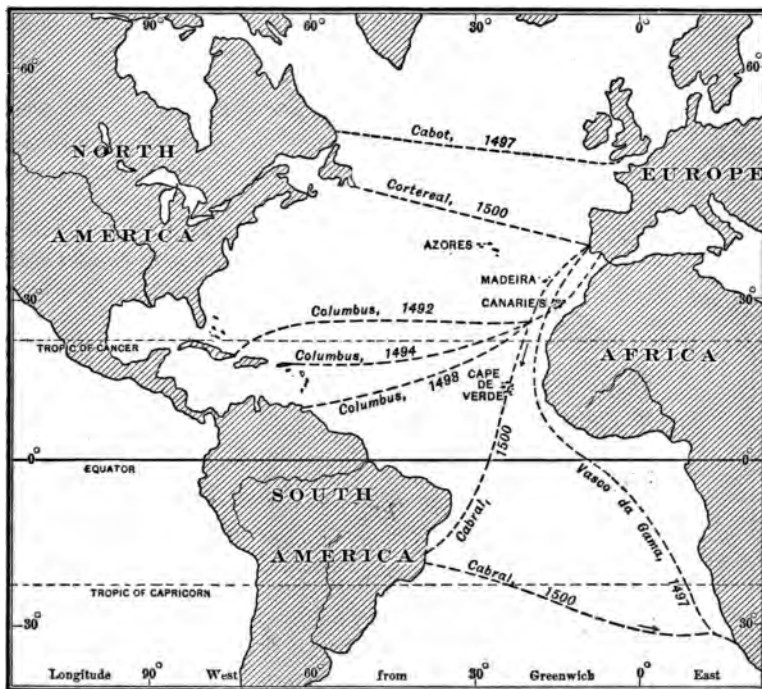 90°
60°
30°
0°
60°
60°
Cabot, 1497
NORTH
EUROPE
Cortereal, 1500
AMERICA
AZORES
MADEIRA
CANARIES
30°
30°
Columbus, 1492
TROPIC OF CANCER
Columbus, 1494
AFRICA
Columbus, 1498
CAPE
DE
VERDE
1500
0°
0°
EQUATOR
SOUTH
Cabral,
Vasco da Gama, 1497
AMERICA
Cabral, 1500
TROPIC OF CAPRICORN
30°
30°
90°
60°
30°
0°
Longitude West from Greenwich East